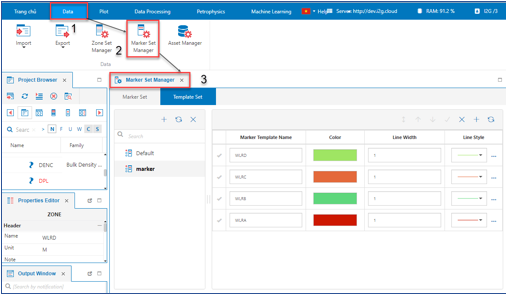 Trang chủ Data Plot Data Processing Petrophysics Machine Learning Help Server: http://dev.i2g.cloud RAM: 91.2 % I2G /3
1
Import Export Zone Set Manager 2 Marker Set Manager Asset Manager
Data
Project Browser × Marker Set Manager × 3
Marker Set Template Set
Searc N F U W C S
Name Family
DENC Bulk Density ...
DPL
Search
Default
marker
Marker Template Name Color Line Width Line Style
WLRD 1
WLRC 1
WLRB 1
WLRA 1
Properties Editor ×
ZONE
Header
Name WLRD
Unit M
Note
Output Window ×
Search by notification!